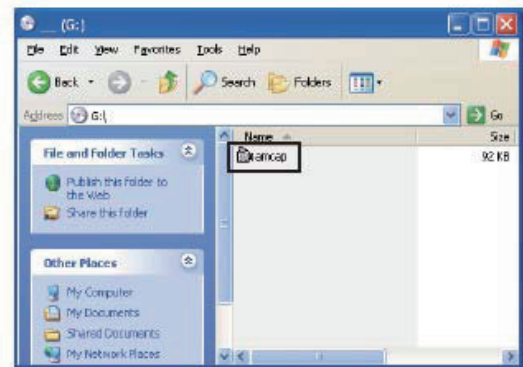 __ (G:)
File Edit View Favorites Tools Help
Back Search Folders
Address G:\ Go
Name Size
amcap 92 KB
File and Folder Tasks
Publish this folder to
the Web
Share this folder
Other Places
My Computer
My Documents
Shared Documents
My Network Places